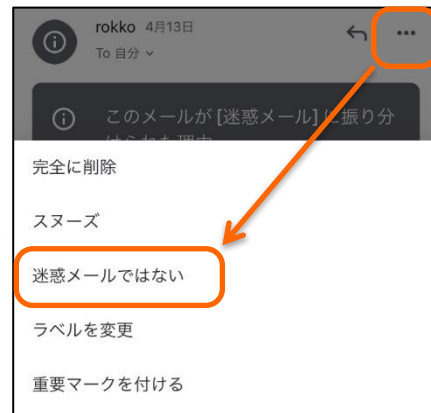 rokko 4月13日
To 自分
このメールが [迷惑メール] に振り分
けられた理由
完全に削除
スヌーズ
迷惑メールではない
ラベルを変更
重要マークを付ける